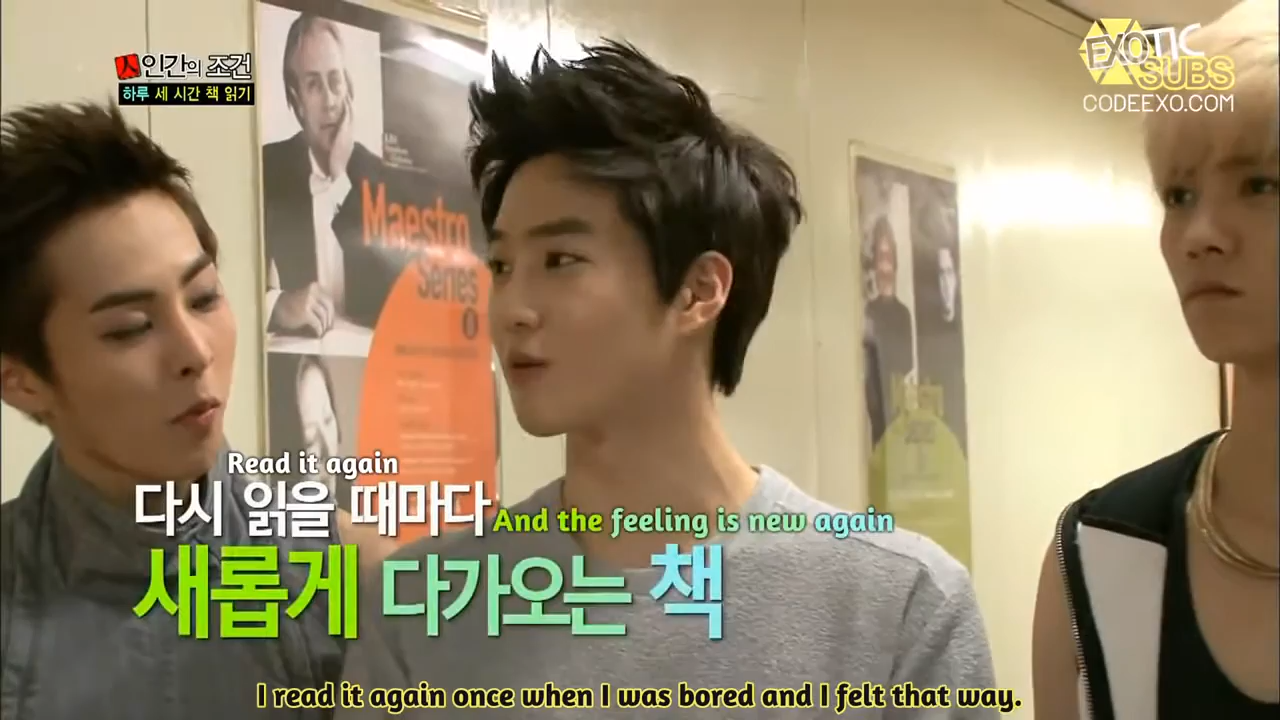 人 인간의 조건
하루 세 시간 책 읽기
EXOTIC
SUBS
CODEEXO.COM
Maestro
Series
Read it again
다시 읽을 때마다
And the feeling is new again
새롭게 다가오는 책
I read it again once when I was bored and I felt that way.